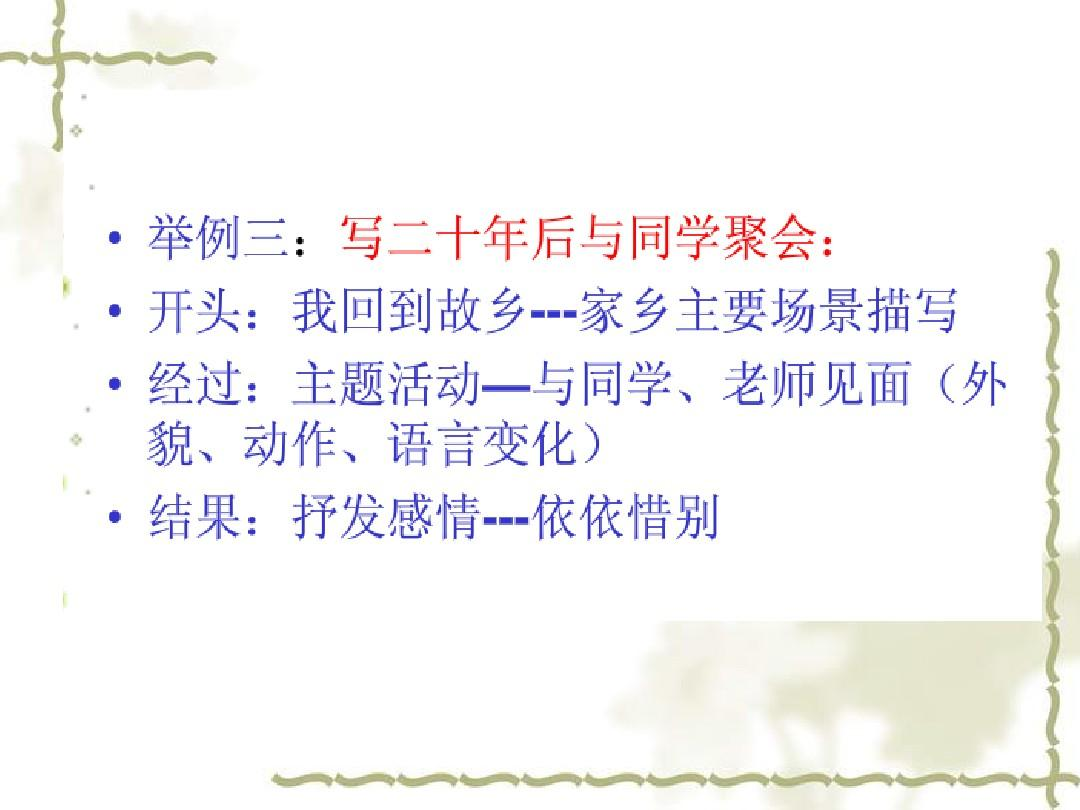 • 举例三：写二十年后与同学聚会：
• 开头：我回到故乡---家乡主要场景描写
• 经过：主题活动—与同学、老师见面（外
貌、动作、语言变化）
• 结果：抒发感情---依依惜别